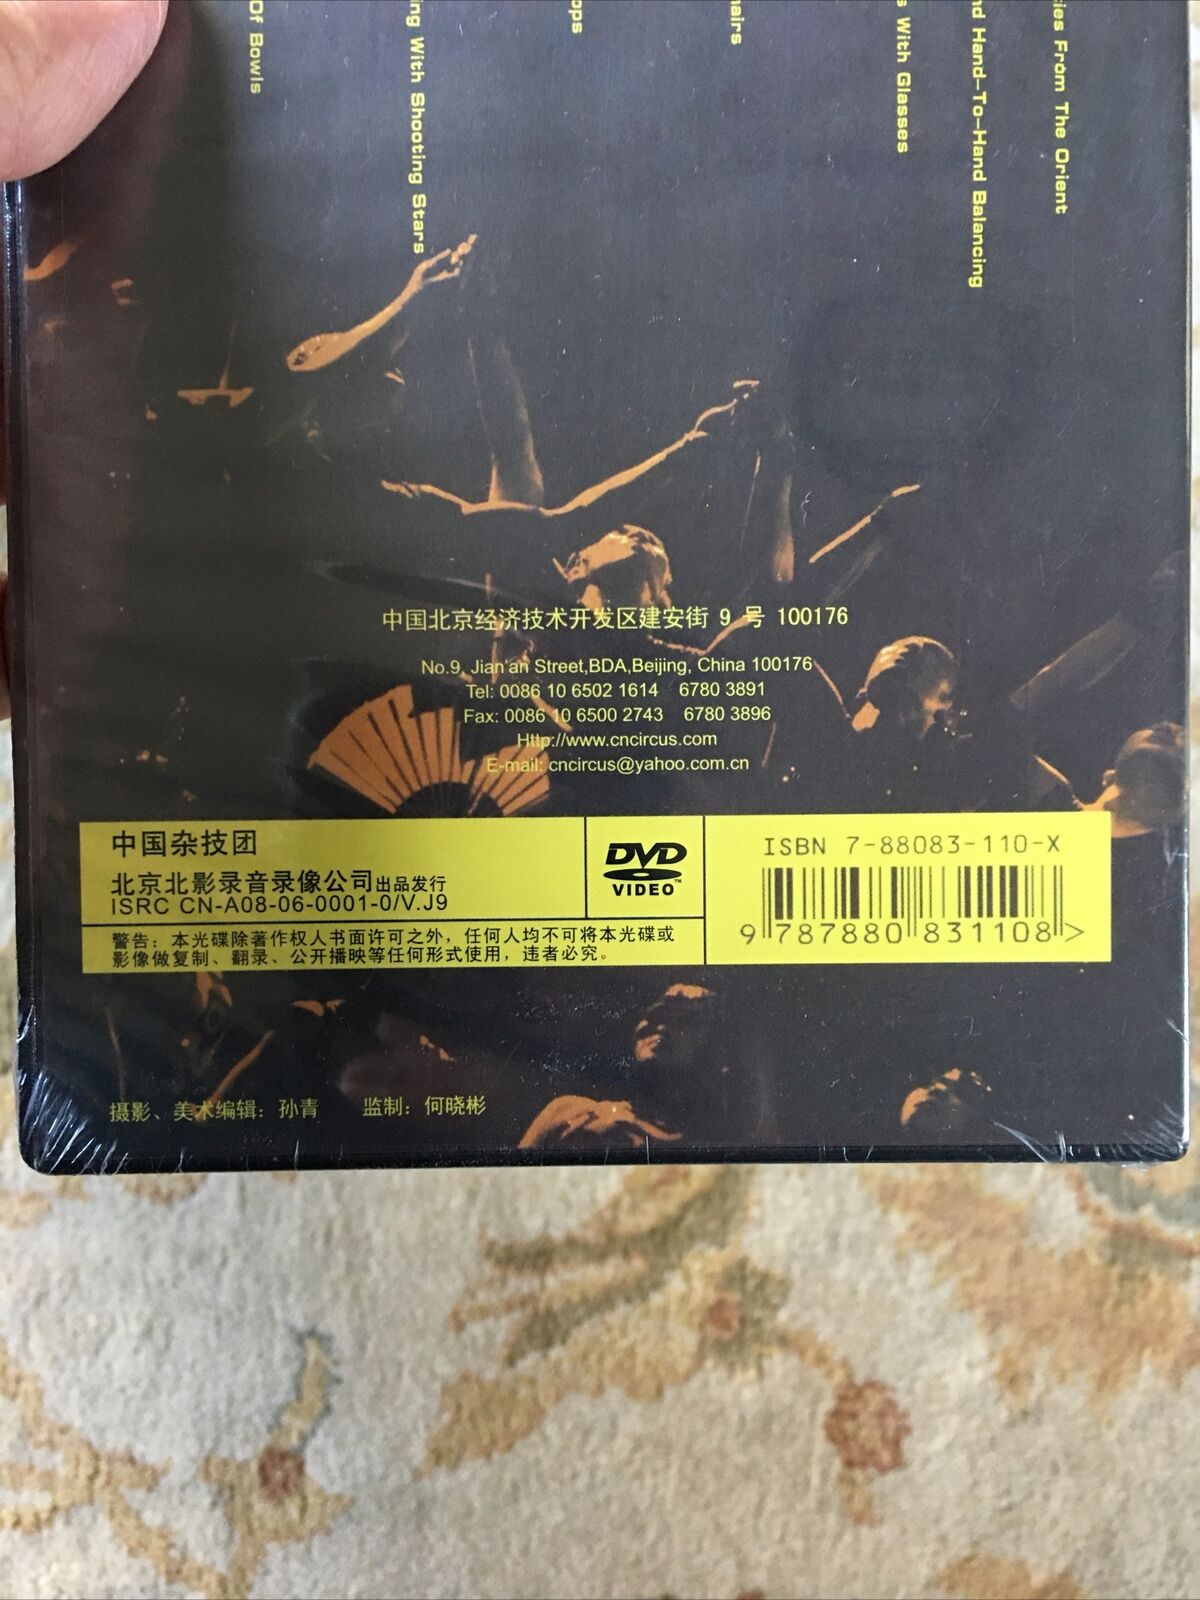 Of Bowls
With Shooting Stars
With Glasses
Hand-To-Hand Balancing
From The Orient
中国北京经济技术开发区建安街 9 号 100176
No.9, Jian'an Street,BDA,Beijing, China 100176
Tel: 0086 10 6502 1614 6780 3891
Fax: 0086 10 6500 2743 6780 3896
Http://www.cncircus.com
E-mail: cncircus@yahoo.com.cn
中国杂技团
北京北影录音录像公司出品发行
ISRC CN-A08-06-0001-0/V.J9
DVD
VIDEO™
ISBN 7-88083-110-X
9 787880 831108 >
警告：本光碟除著作权人书面许可之外，任何人均不可将本光碟或
影像做复制、翻录、公开播映等任何形式使用，违者必究。
摄影、美术编辑：孙青 监制：何晓彬